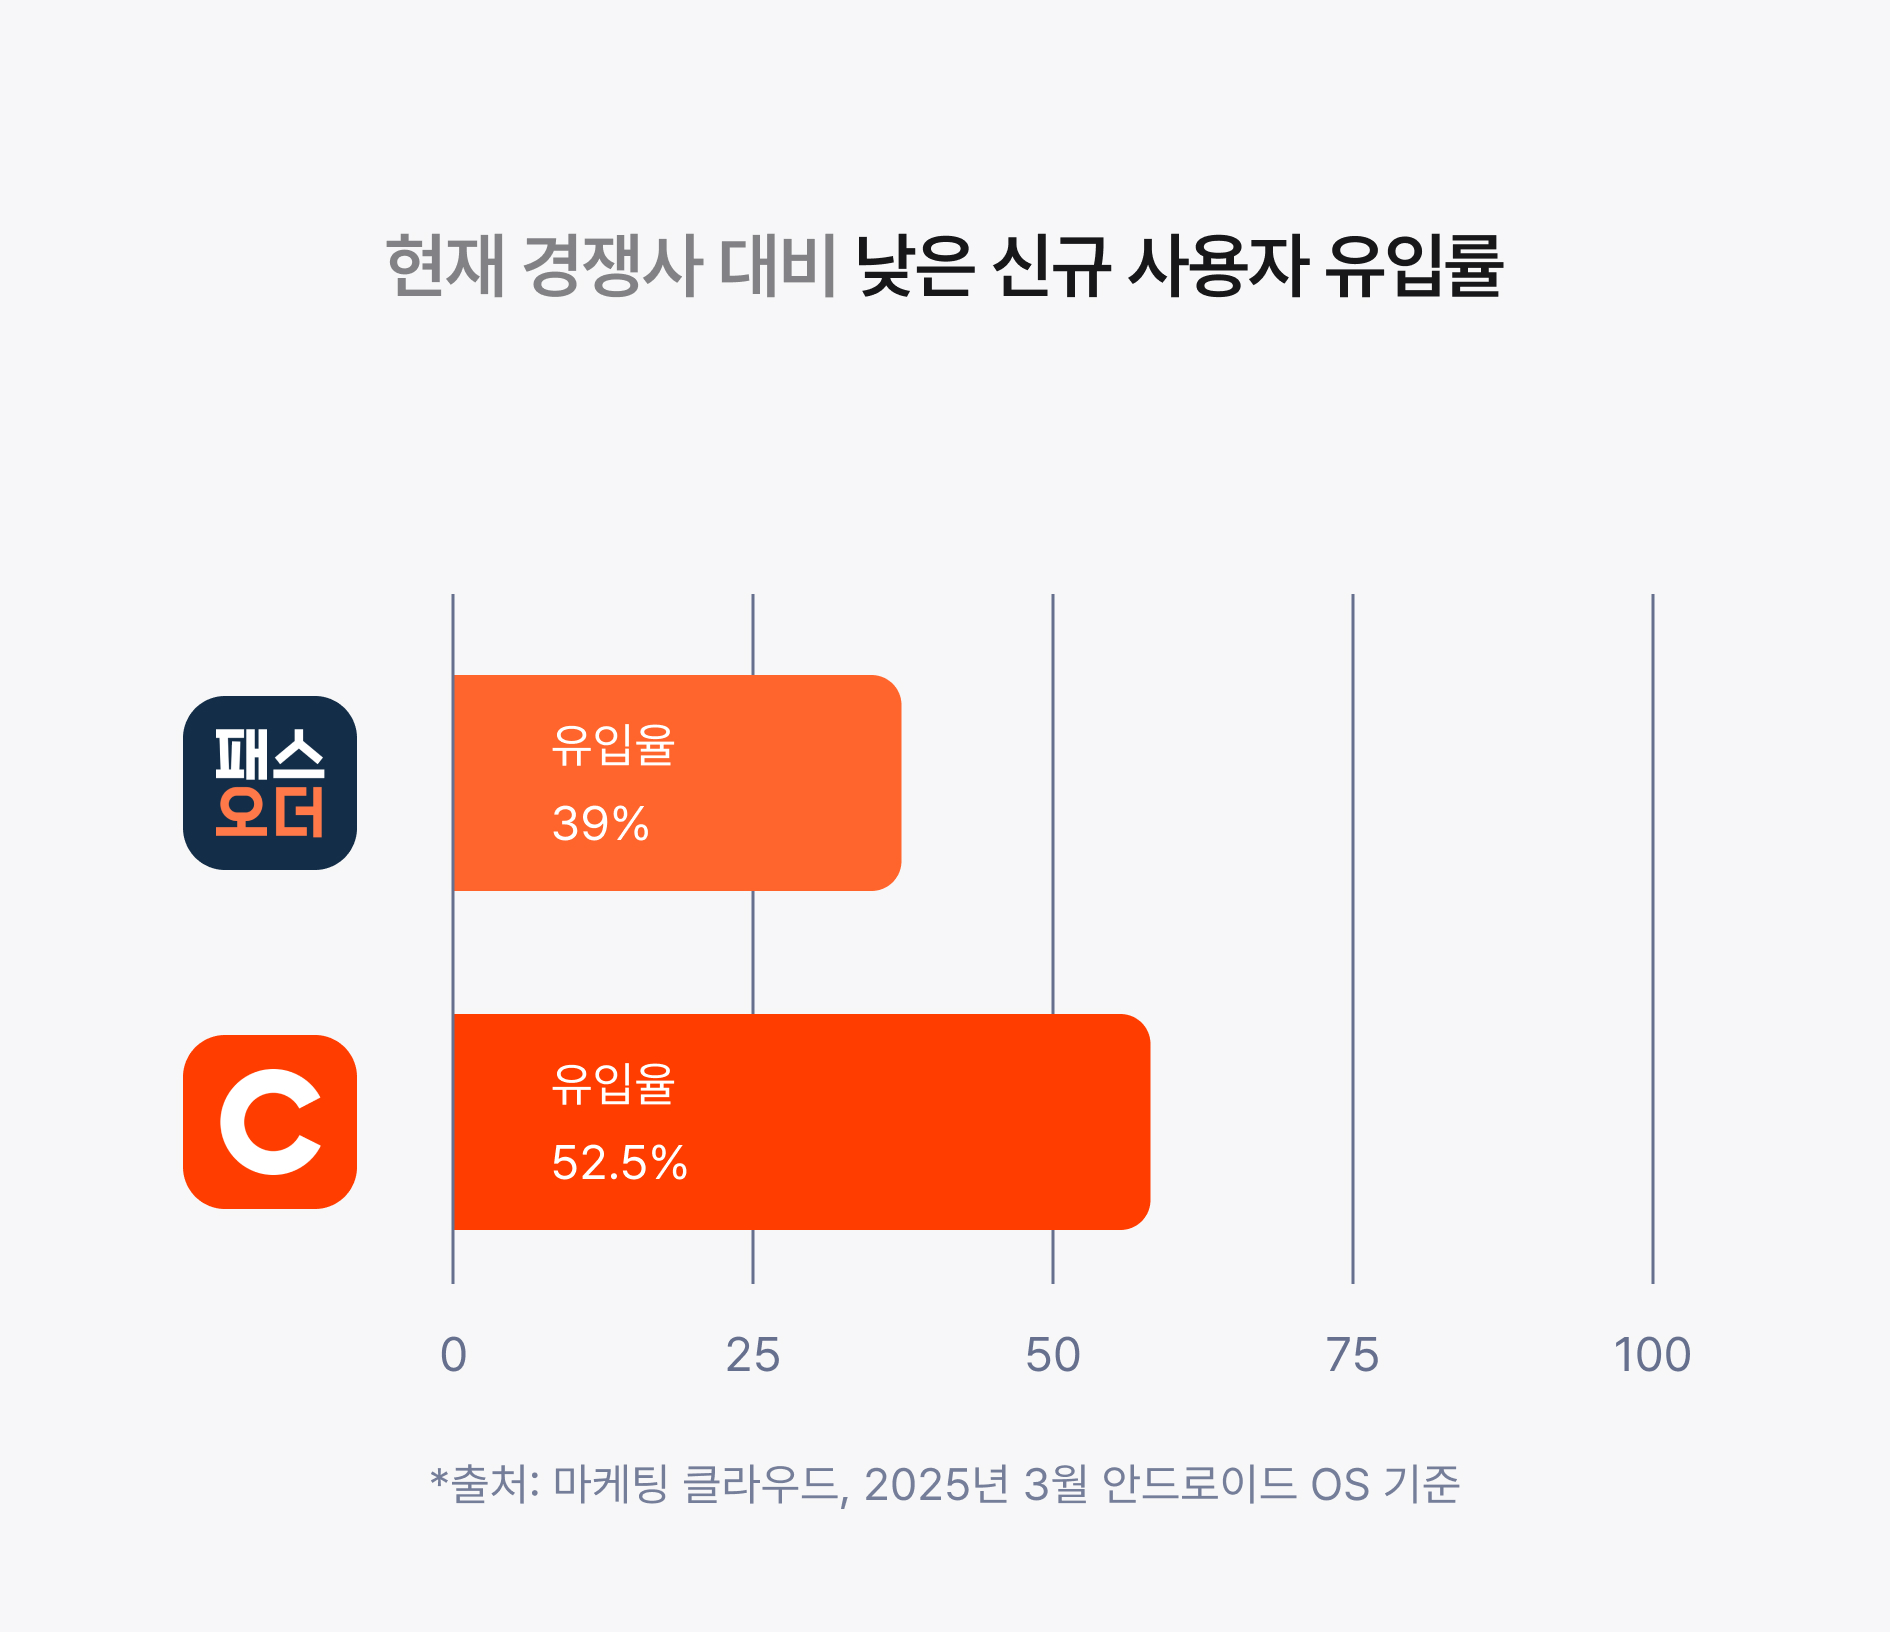 현재 경쟁사 대비 낮은 신규 사용자 유입률
패스
오더
유입율
39%
C
유입율
52.5%
0 25 50 75 100
*출처: 마케팅 클라우드, 2025년 3월 안드로이드 OS 기준